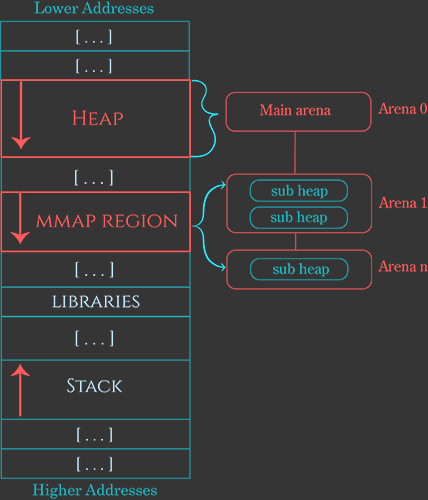 Lower Addresses
[...]
[...]
Heap
[...]
MMAP REGION
[...]
LIBRARIES
[...]
Stack
[...]
[...]
Higher Addresses
Main arena
Arena 0
sub heap
sub heap
Arena 1
sub heap
Arena n